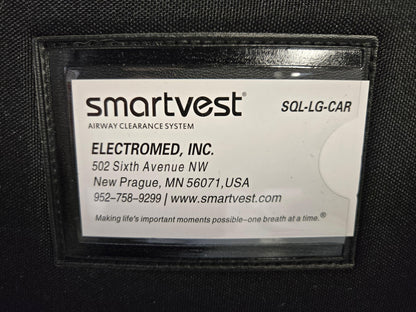 smartvest®
AIRWAY CLEARANCE SYSTEM
SQL-LG-CAR
ELECTROMED, INC.
502 Sixth Avenue NW
New Prague, MN 56071,USA
952-758-9299 | www.smartvest.com
Making life's important moments possible-one breath at a time.®